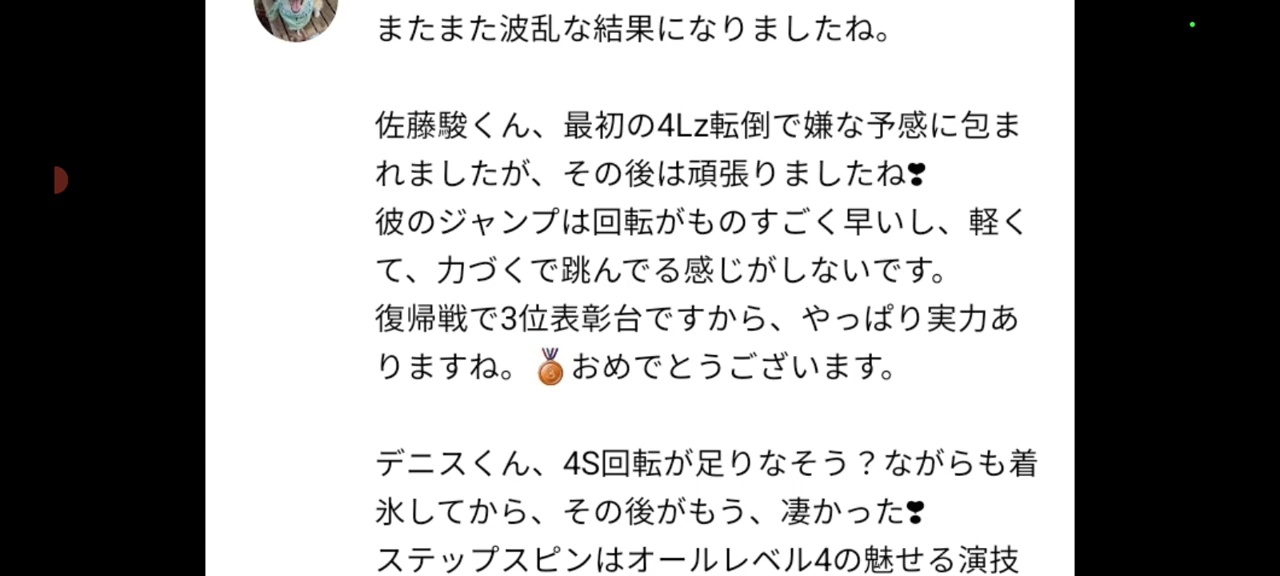 またまた波乱な結果になりましたね。
佐藤駿くん、最初の4Lz転倒で嫌な予感に包ま
れましたが、その後は頑張りましたね❣
彼のジャンプは回転がものすごく早いし、軽く
て、力づくで跳んでる感じがしないです。
復帰戦で3位表彰台ですから、やっぱり実力あ
りますね。🥉おめでとうございます。
デニスくん、4S回転が足りなそう？ながらも着
氷してから、その後がもう、凄かった❣
ステップスピンはオールレベル4の魅せる演技